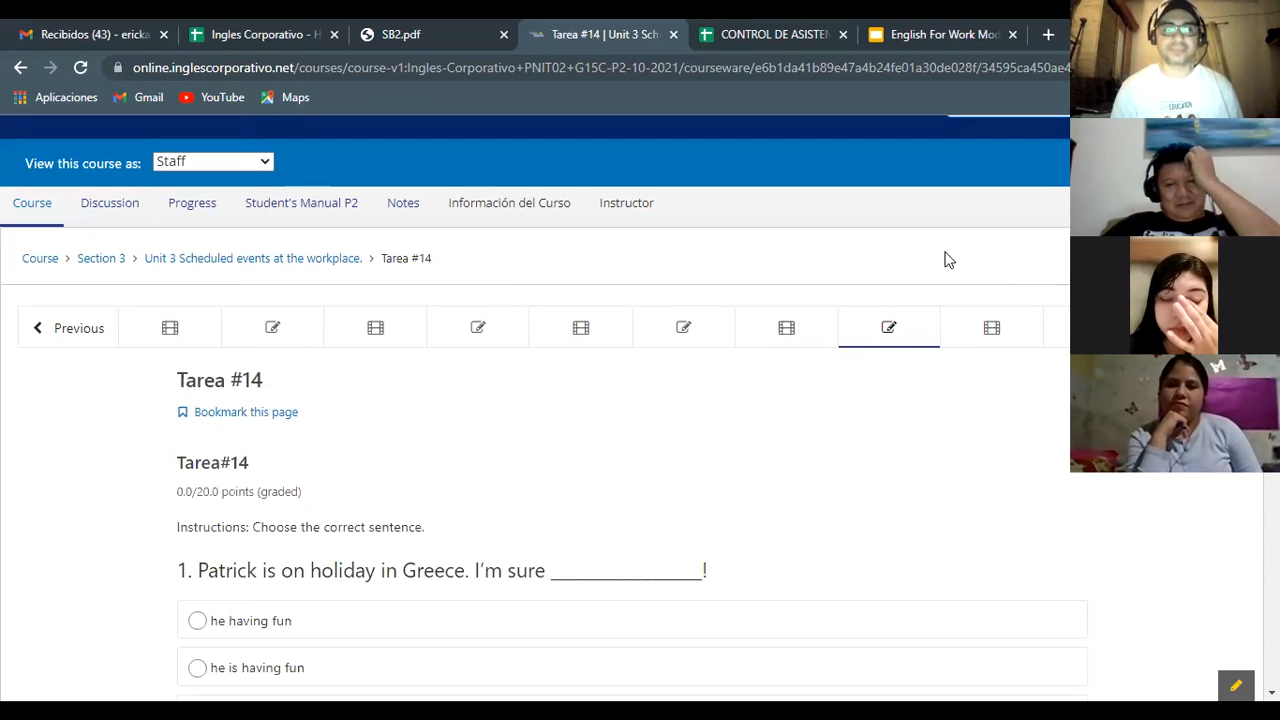 Recibidos (43) - ericka
Ingles Corporativo - H
SB2.pdf
Tarea #14 | Unit 3 Sch
CONTROL DE ASISTEN
English For Work Mod
online.inglescorporativo.net/courses/course-v1:Ingles-Corporativo+PNIT02+G15C-P2-10-2021/courseware/e6b1da41b89e47a4b24fe01a30de028f/34595ca450ae4
Aplicaciones
Gmail
YouTube
Maps
View this course as:
Staff
Course
Discussion
Progress
Student's Manual P2
Notes
Información del Curso
Instructor
Course > Section 3 > Unit 3 Scheduled events at the workplace. > Tarea #14
Previous
Tarea #14
Bookmark this page
Tarea#14
0.0/20.0 points (graded)
Instructions: Choose the correct sentence.
1. Patrick is on holiday in Greece. I'm sure ________________!
he having fun
he is having fun